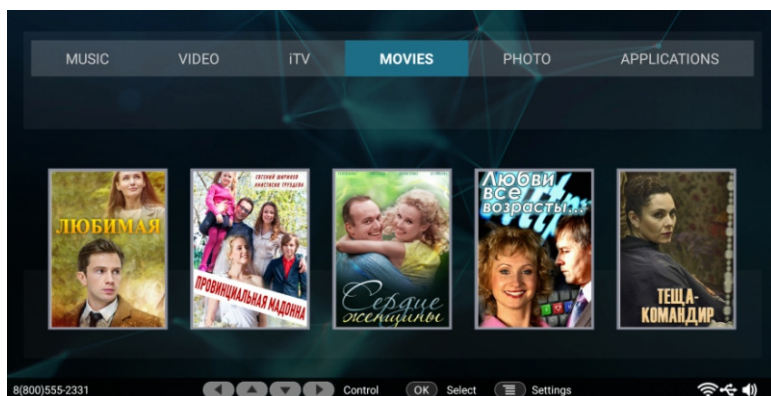 MUSIC VIDEO iTV MOVIES PHOTO APPLICATIONS
ЛЮБИМАЯ
ЕВГЕНИЙ ШИРИКОВ
АНАСТАСИЯ ГРУЗДЕВА
ПРОВИНЦИАЛЬНАЯ МАДОННА
Сердце
женщины
Любви
все
возрасты...
ТЕЩА-
КОМАНДИР
8(800)555-2331 Control OK Select Settings